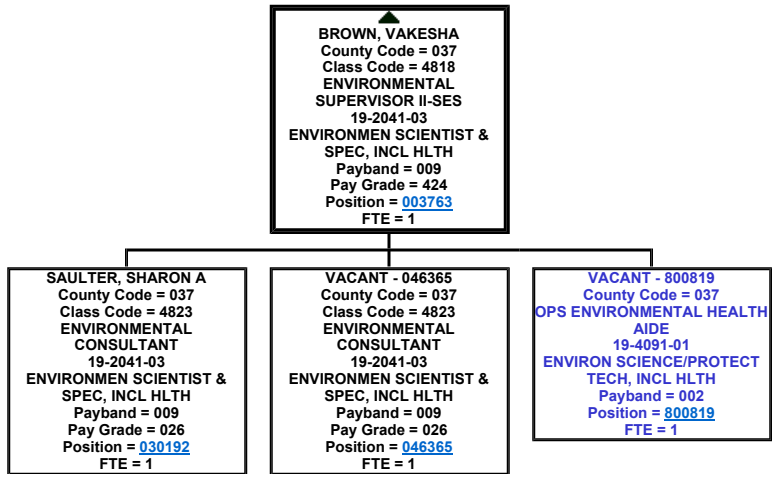 BROWN, VAKESHA
County Code = 037
Class Code = 4818
ENVIRONMENTAL
SUPERVISOR II-SES
19-2041-03
ENVIRONMEN SCIENTIST &
SPEC, INCL HLTH
Payband = 009
Pay Grade = 424
Position = 003763
FTE = 1
SAULTER, SHARON A
County Code = 037
Class Code = 4823
ENVIRONMENTAL
CONSULTANT
19-2041-03
ENVIRONMEN SCIENTIST &
SPEC, INCL HLTH
Payband = 009
Pay Grade = 026
Position = 030192
FTE = 1
VACANT - 046365
County Code = 037
Class Code = 4823
ENVIRONMENTAL
CONSULTANT
19-2041-03
ENVIRONMEN SCIENTIST &
SPEC, INCL HLTH
Payband = 009
Pay Grade = 026
Position = 046365
FTE = 1
VACANT - 800819
County Code = 037
OPS ENVIRONMENTAL HEALTH
AIDE
19-4091-01
ENVIRON SCIENCE/PROTECT
TECH, INCL HLTH
Payband = 002
Position = 800819
FTE = 1